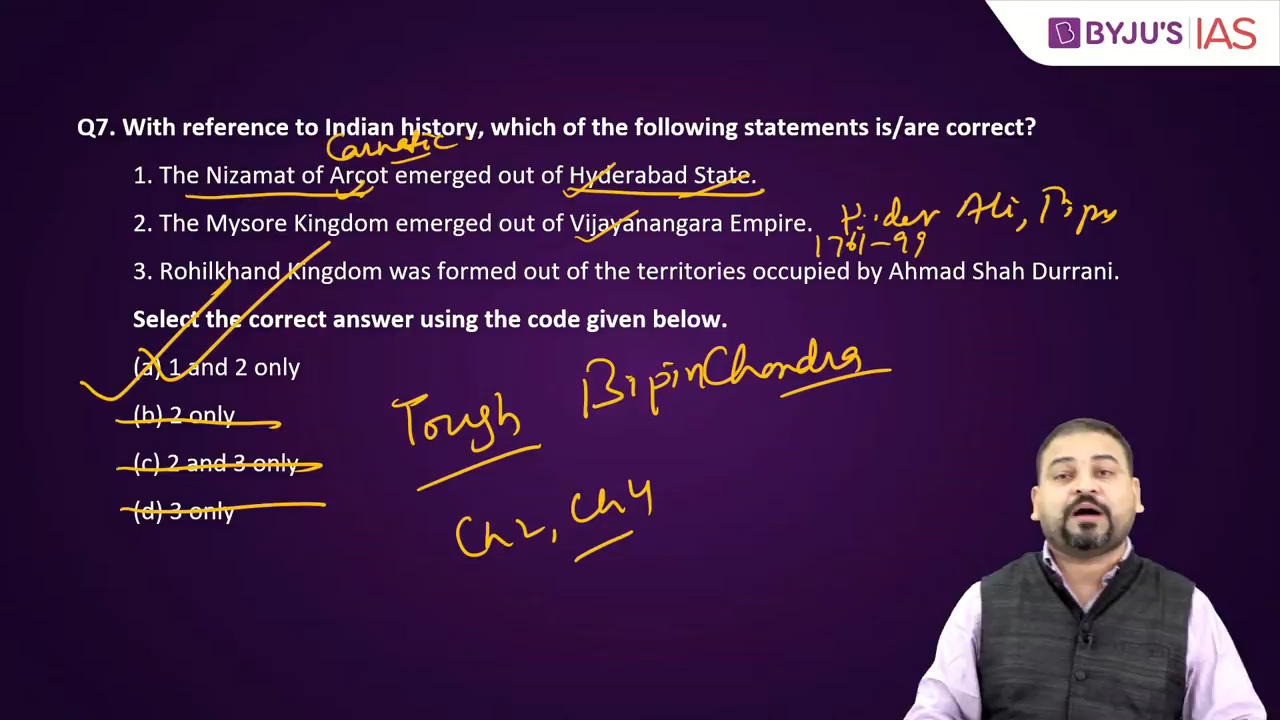 BYJU'S IAS
Q7. With reference to Indian history, which of the following statements is/are correct?
Carnatic
1. The Nizamat of Arcot emerged out of Hyderabad State.
2. The Mysore Kingdom emerged out of Vijayanangara Empire.
Hider Ali, Tipu
1761-99
3. Rohilkhand Kingdom was formed out of the territories occupied by Ahmad Shah Durrani.
Select the correct answer using the code given below.
(a) 1 and 2 only
(b) 2 only
(c) 2 and 3 only
(d) 3 only
Tough BipinChandra
Ch2, Ch4